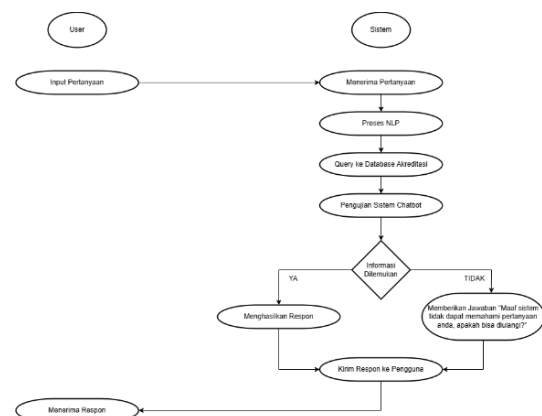 User
Sistem
Input Pertanyaan
Menerima Pertanyaan
Proses NLP
Query ke Database Akreditasi
Pengujian Sistem Chatbot
Informasi
Ditemukan
YA
TIDAK
Menghasilkan Respon
Memberikan Jawaban "Maaf sistem
tidak dapat memahami pertanyaan
anda, apakah bisa diulangi?"
Kirim Respon ke Pengguna
Menerima Respon